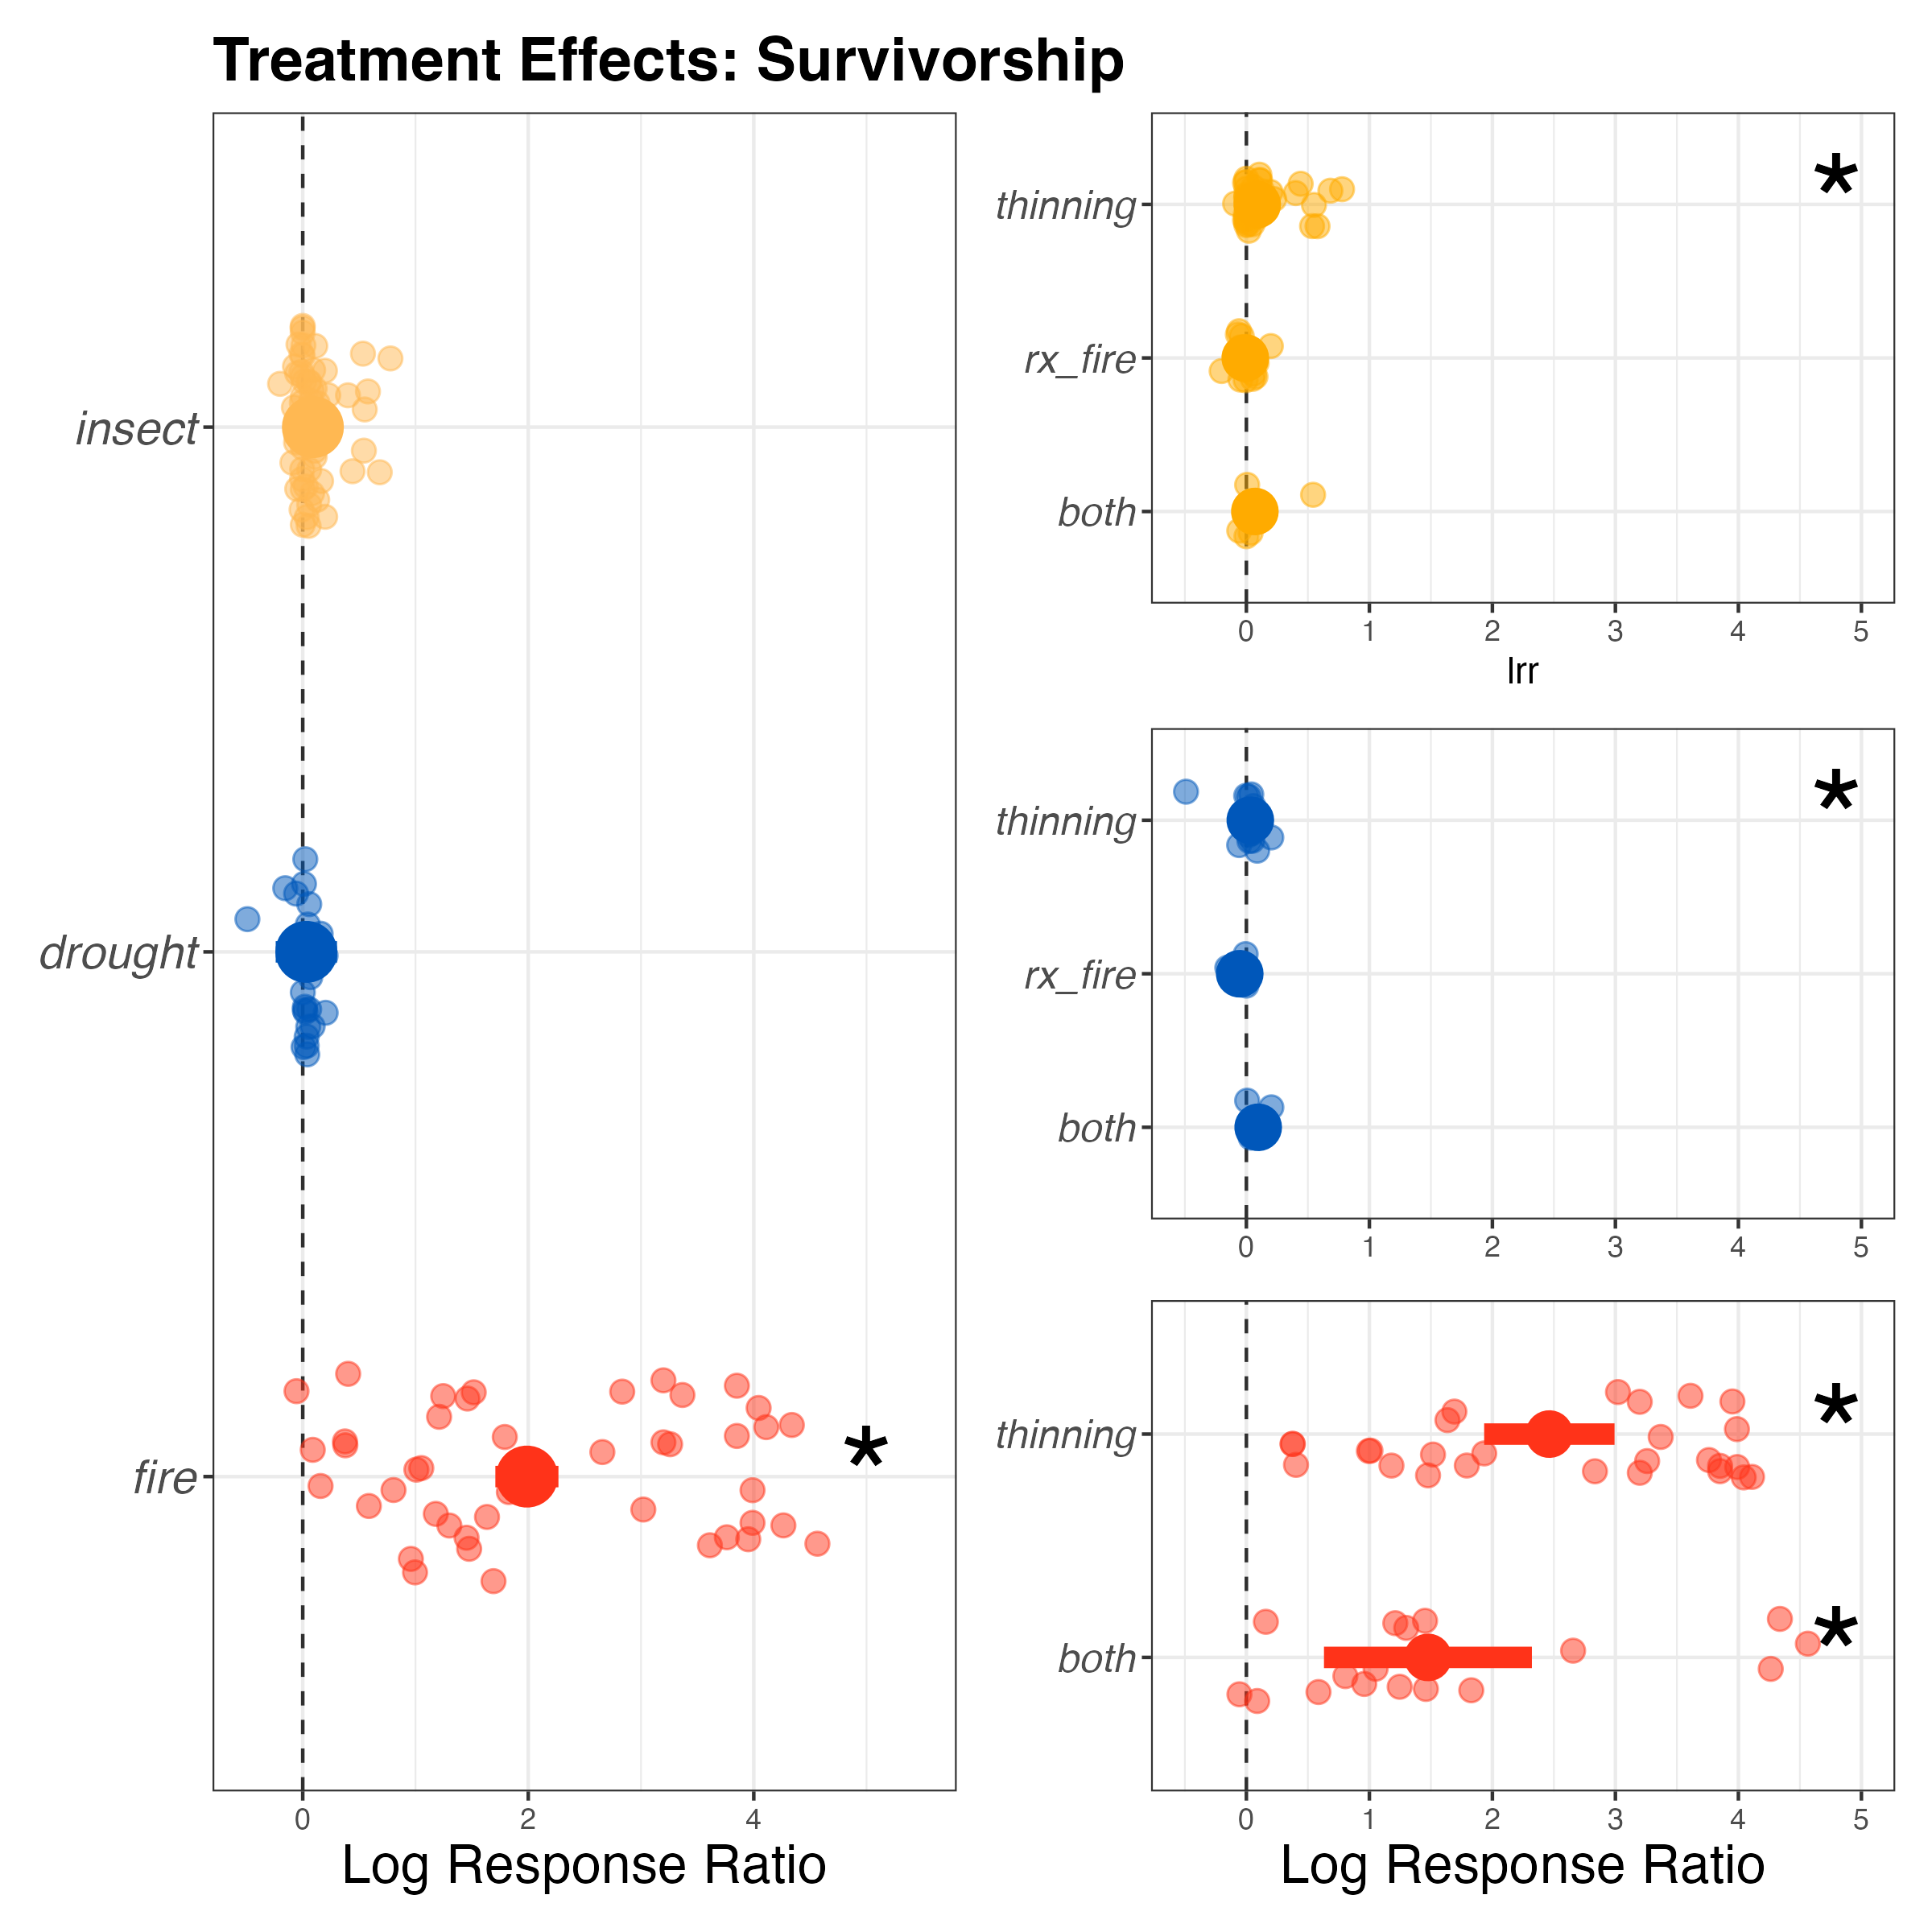 Treatment Effects: Survivorship
insect
drought
fire
*
0 2 4
Log Response Ratio
thinning *
rx_fire
both
0 1 2 3 4 5
lrr
thinning *
rx_fire
both
0 1 2 3 4 5
thinning *
both *
0 1 2 3 4 5
Log Response Ratio